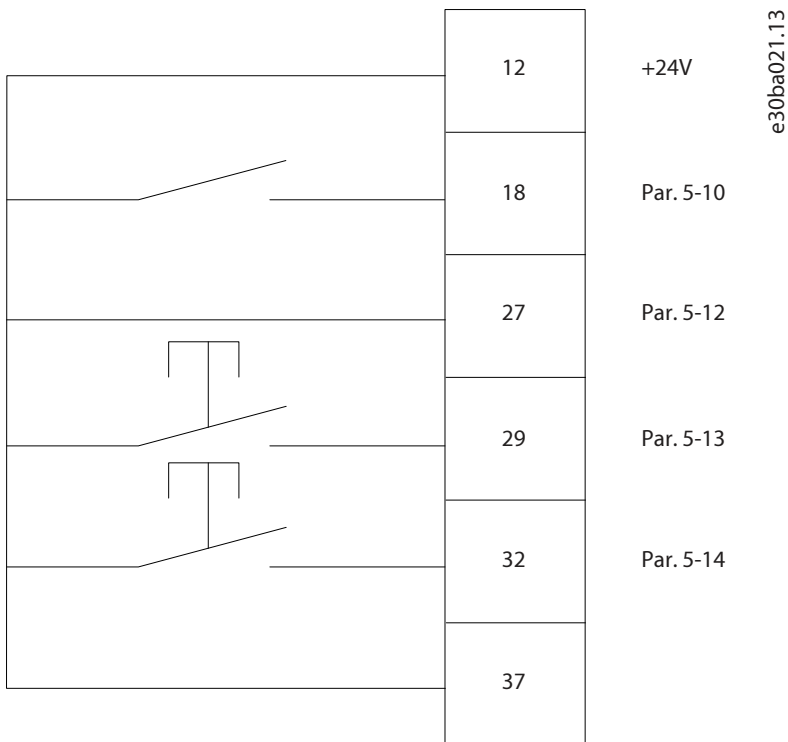 12 +24V
18 Par. 5-10
27 Par. 5-12
29 Par. 5-13
32 Par. 5-14
37
e30ba021.13